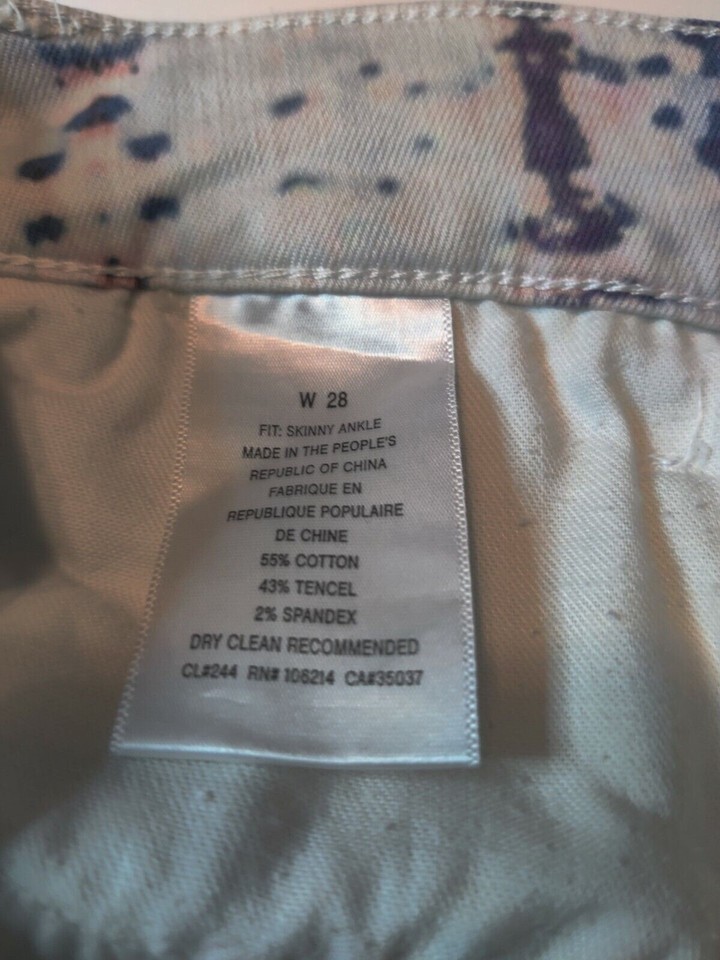 W 28
FIT: SKINNY ANKLE
MADE IN THE PEOPLE'S
REPUBLIC OF CHINA
FABRIQUE EN
REPUBLIQUE POPULAIRE
DE CHINE
55% COTTON
43% TENCEL
2% SPANDEX
DRY CLEAN RECOMMENDED
CL#244 RN# 106214 CA#35037